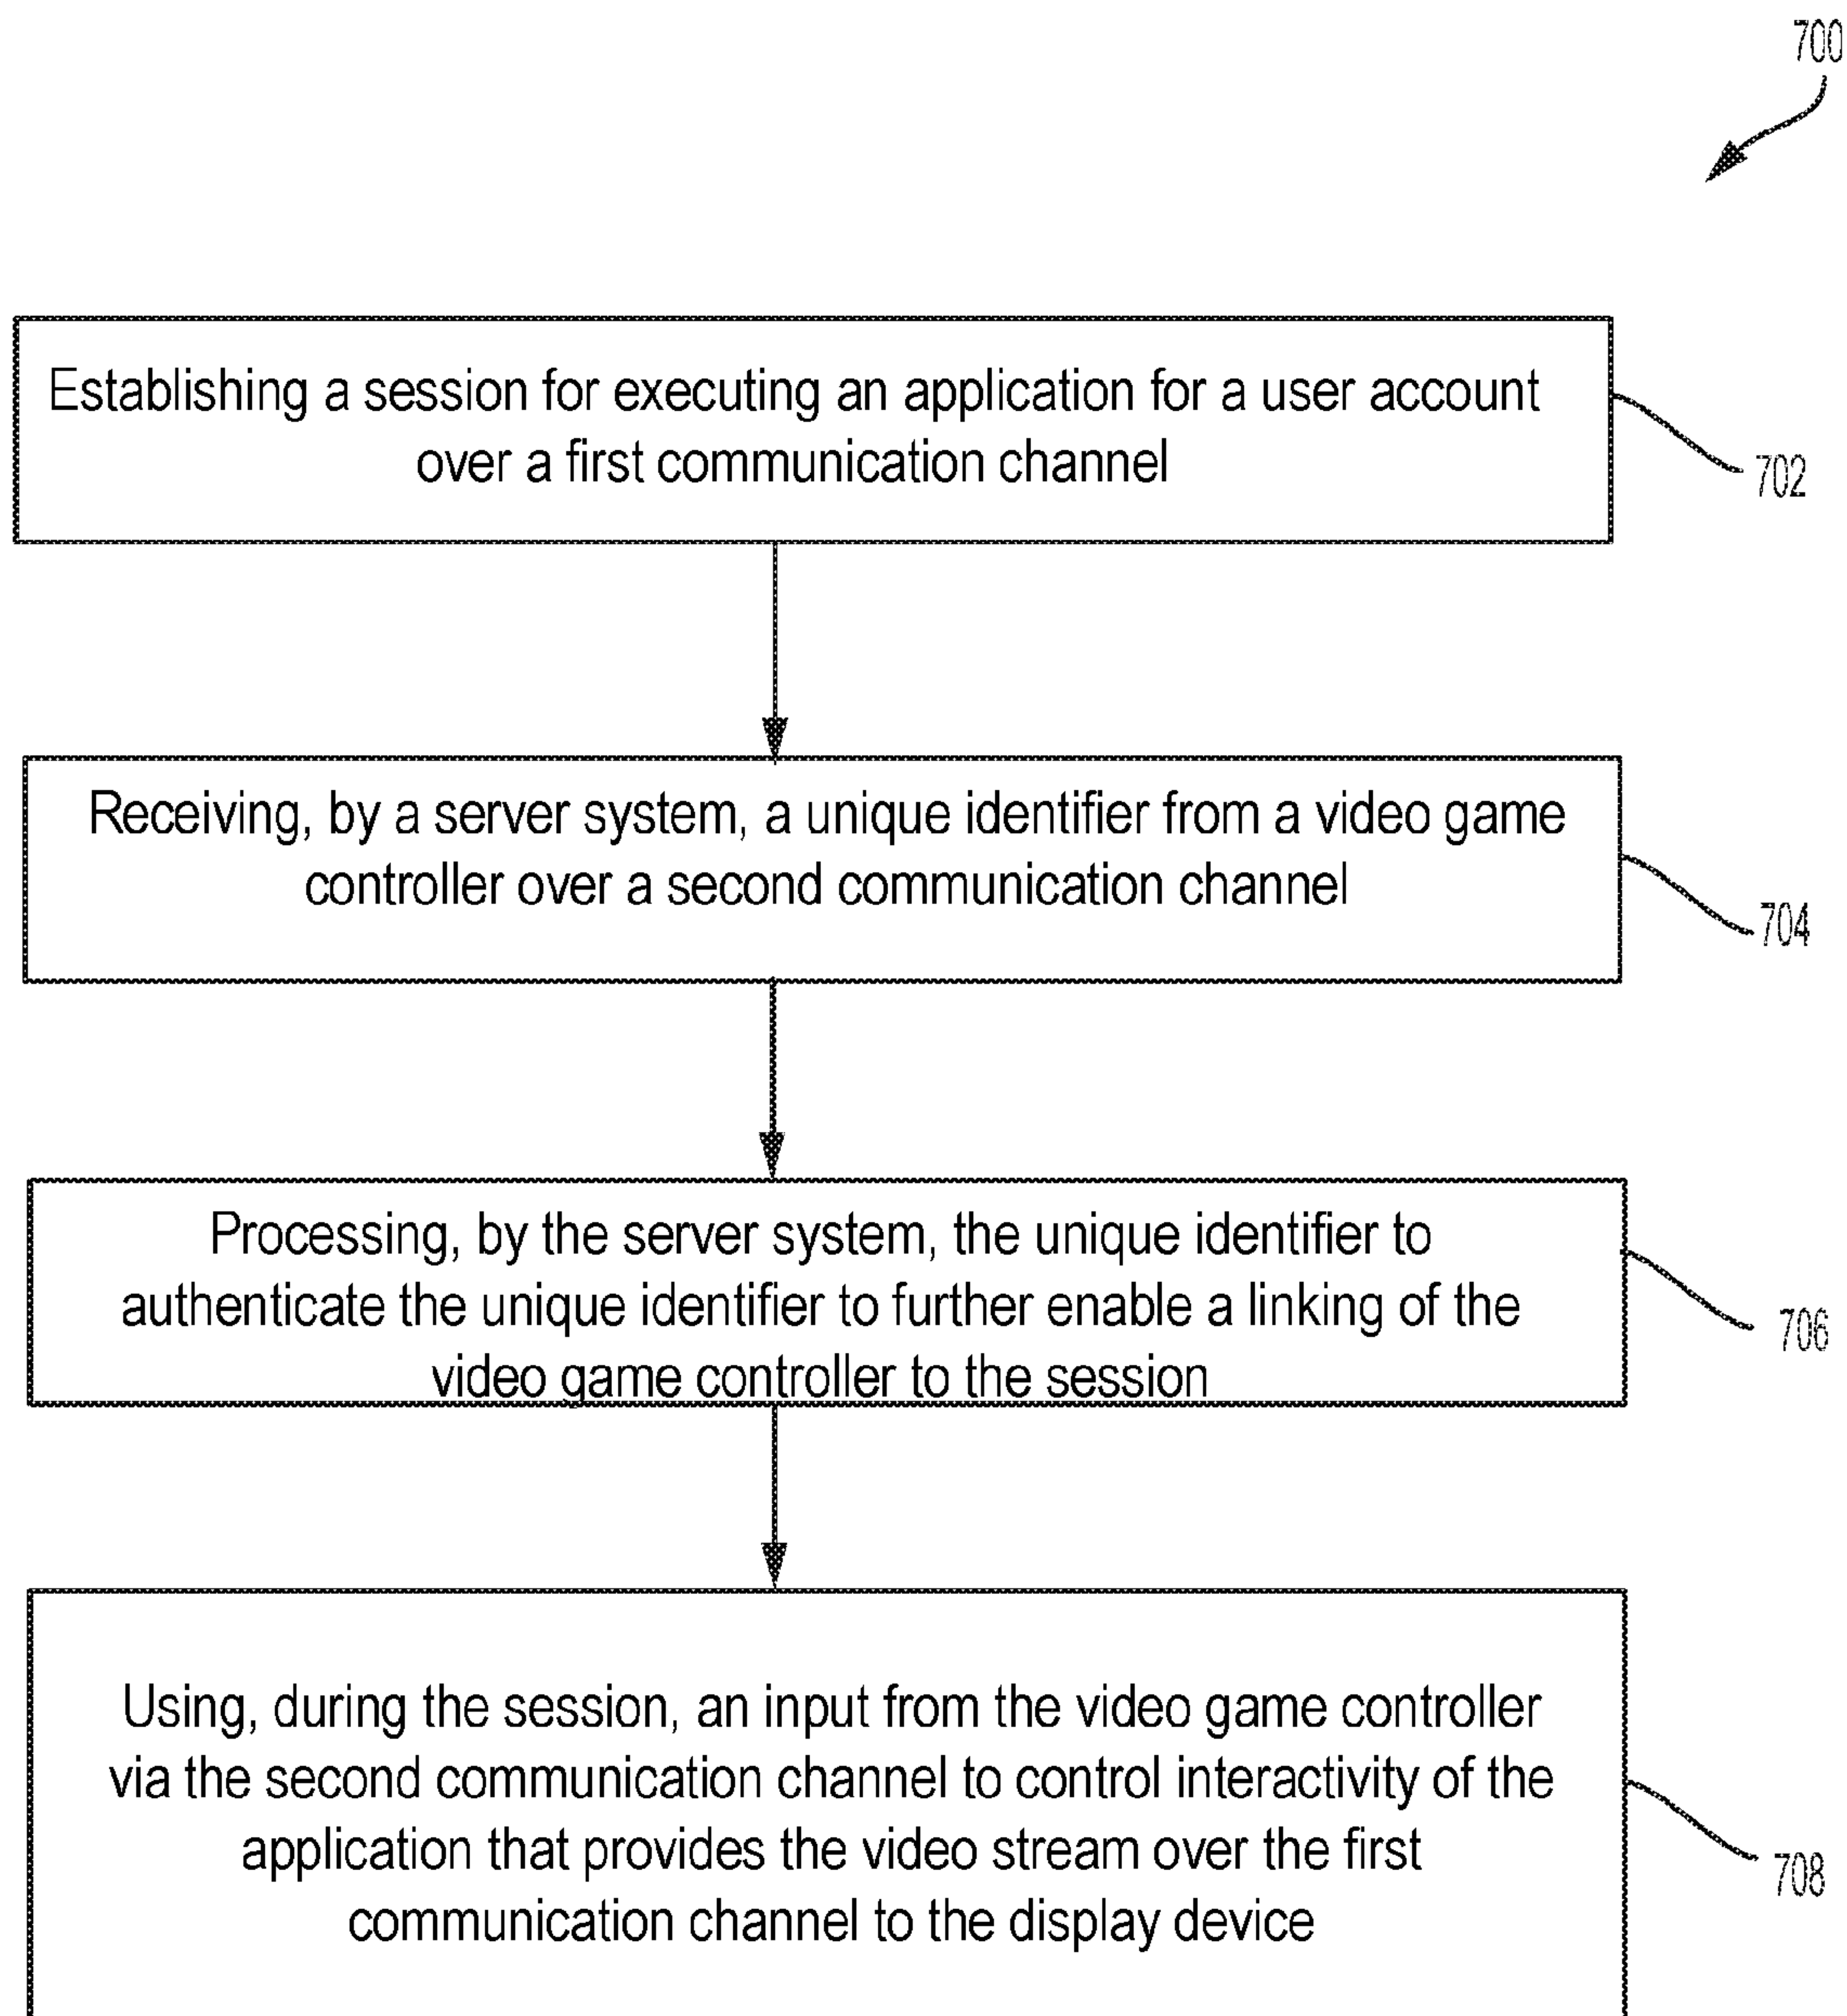 700
Establishing a session for executing an application for a user account
over a first communication channel
702
Receiving, by a server system, a unique identifier from a video game
controller over a second communication channel
704
Processing, by the server system, the unique identifier to
authenticate the unique identifier to further enable a linking of the
video game controller to the session
706
Using, during the session, an input from the video game controller
via the second communication channel to control interactivity of the
application that provides the video stream over the first
communication channel to the display device
708